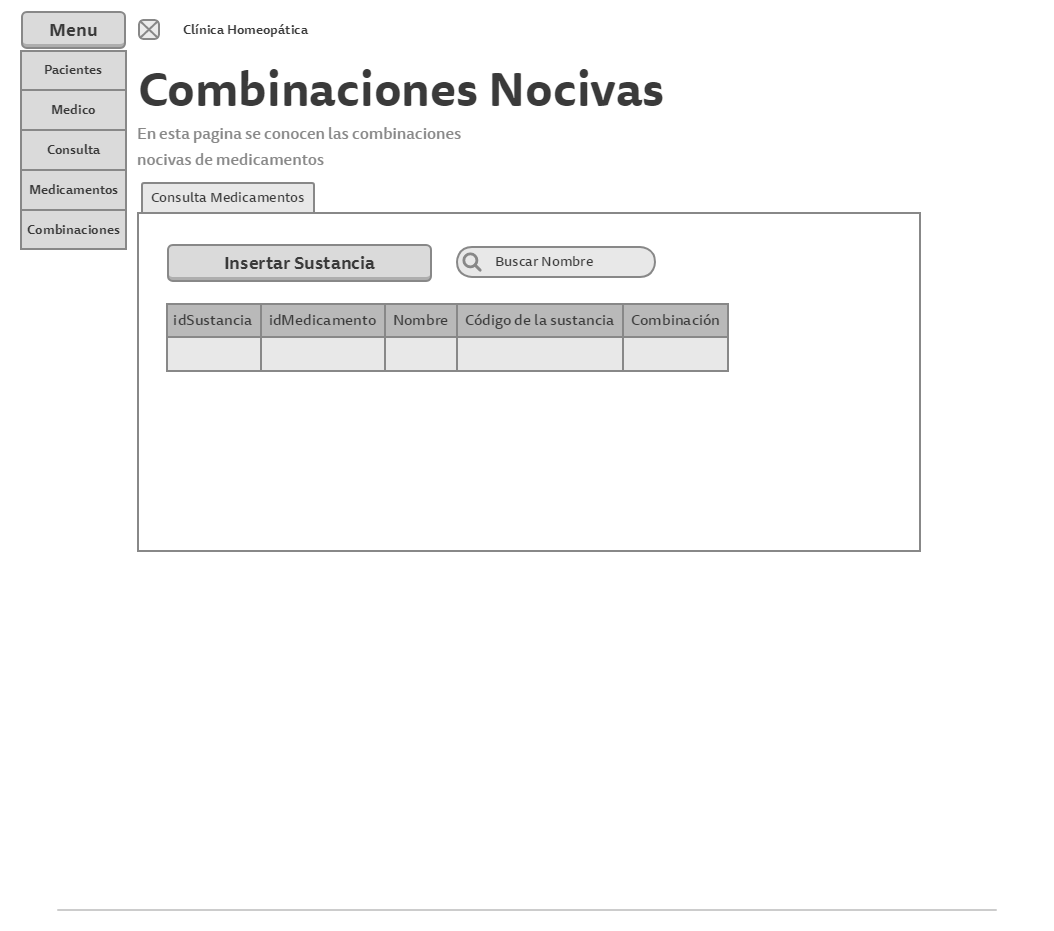 Menu
Clínica Homeopática
Pacientes
Medico
Consulta
Medicamentos
Combinaciones
Combinaciones Nocivas
En esta pagina se conocen las combinaciones
nocivas de medicamentos
Consulta Medicamentos
Insertar Sustancia
Buscar Nombre
idSustancia idMedicamento Nombre Código de la sustancia Combinación